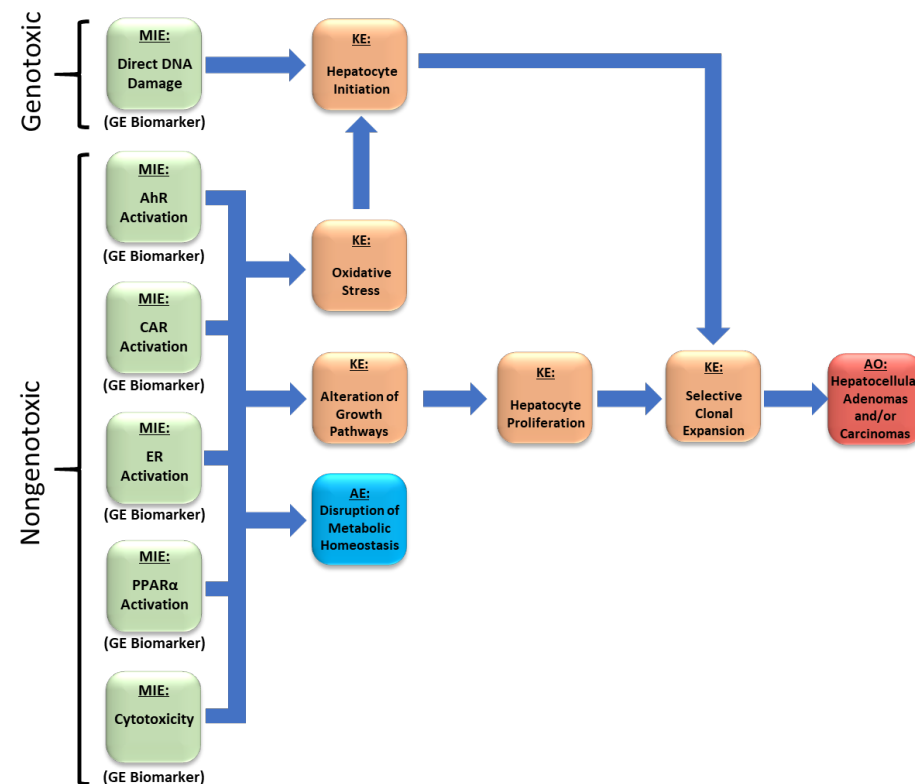 Genotoxic
MIE:
Direct DNA
Damage
(GE Biomarker)
KE:
Hepatocyte
Initiation
Nongenotoxic
MIE:
AhR
Activation
(GE Biomarker)
MIE:
CAR
Activation
(GE Biomarker)
MIE:
ER
Activation
(GE Biomarker)
MIE:
PPARα
Activation
(GE Biomarker)
MIE:
Cytotoxicity
(GE Biomarker)
KE:
Oxidative
Stress
KE:
Alteration of
Growth
Pathways
AE:
Disruption of
Metabolic
Homeostasis
KE:
Hepatocyte
Proliferation
KE:
Selective
Clonal
Expansion
AO:
Hepatocellula
Adenomas
and/or
Carcinomas